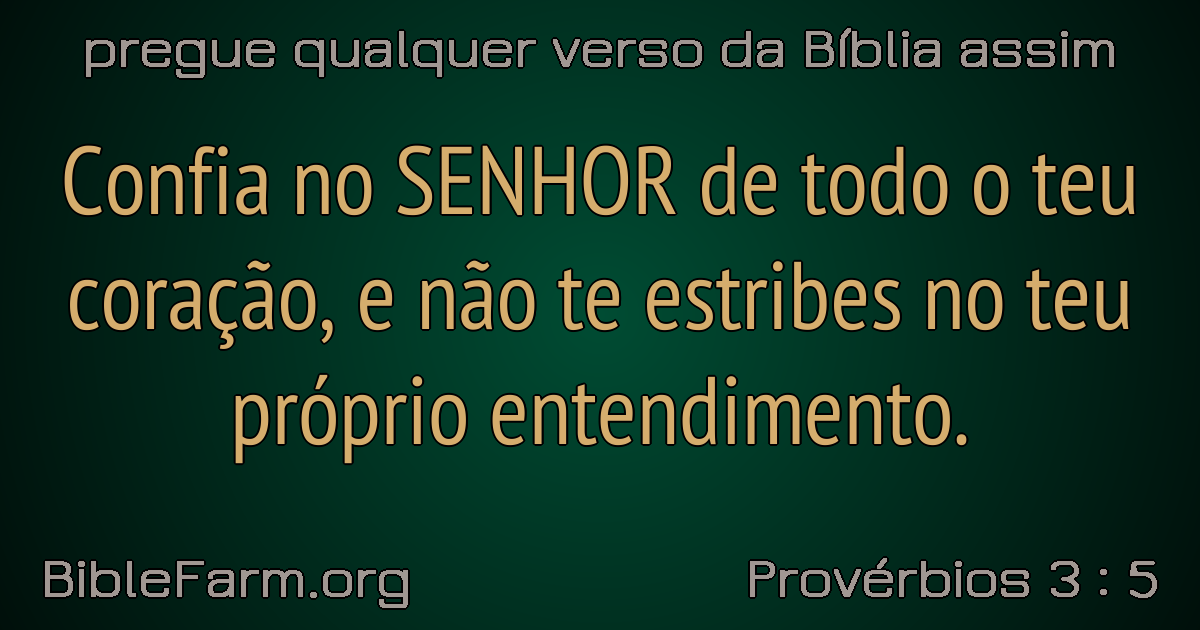 pregue qualquer verso da Bíblia assim
Confia no SENHOR de todo o teu
coração, e não te estribes no teu
próprio entendimento.
BibleFarm.org
Provérbios 3 : 5